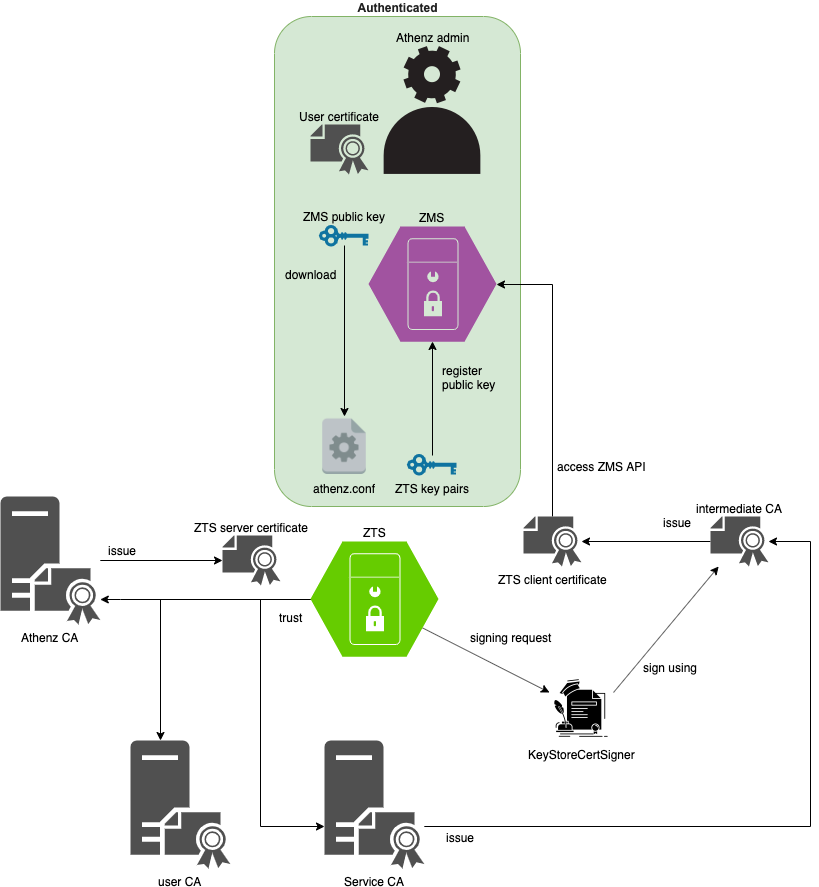 Authenticated
Athenz admin
User certificate
ZMS public key
ZMS
download
register
public key
access ZMS API
athenz.conf
ZTS key pairs
intermediate CA
ZTS server certificate
issue
ZTS
issue
ZTS client certificate
trust
Athenz CA
signing request
sign using
KeyStoreCertSigner
issue
user CA
Service CA